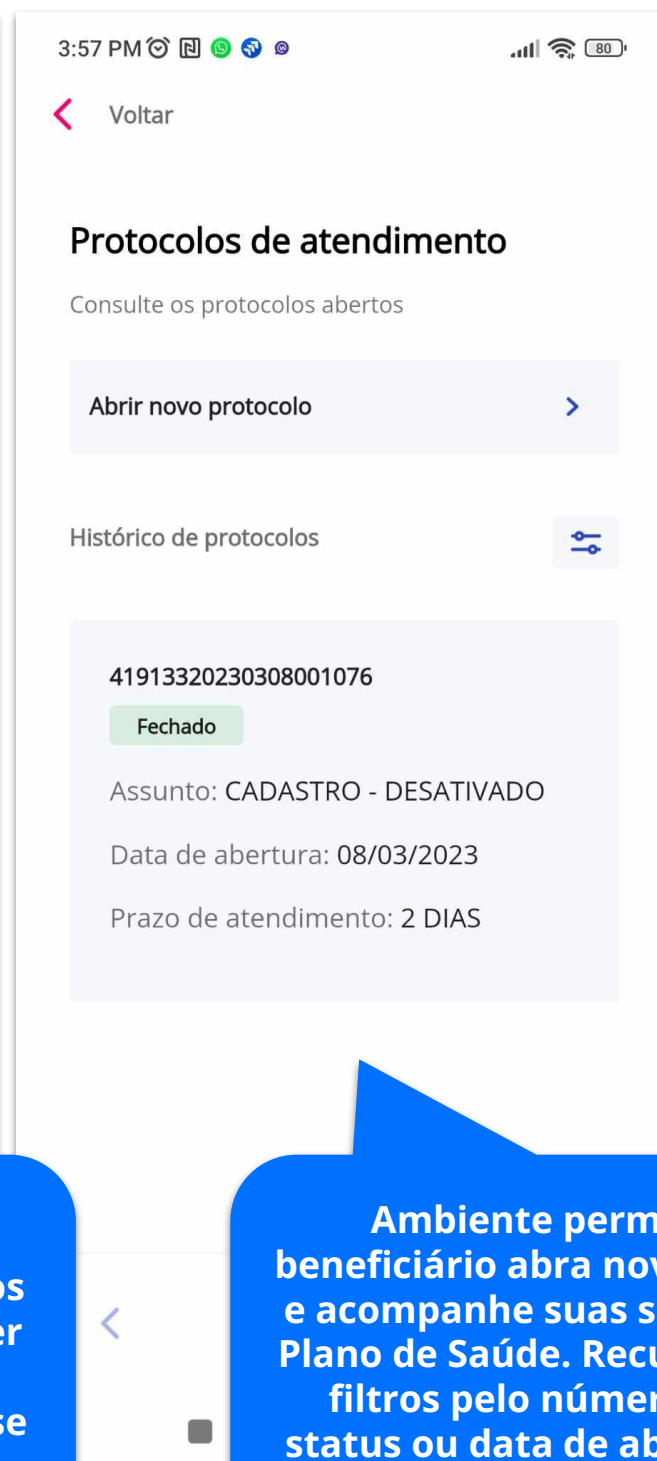 3:57 PM
80
Voltar
Protocolos de atendimento
Consulte os protocolos abertos
Abrir novo protocolo
Histórico de protocolos
41913320230308001076
Fechado
Assunto: CADASTRO - DESATIVADO
Data de abertura: 08/03/2023
Prazo de atendimento: 2 DIAS
os
er
se
Ambiente perm
beneficiário abra nov
e acompanhe suas s
Plano de Saúde. Recu
filtros pelo númer
status ou data de ab